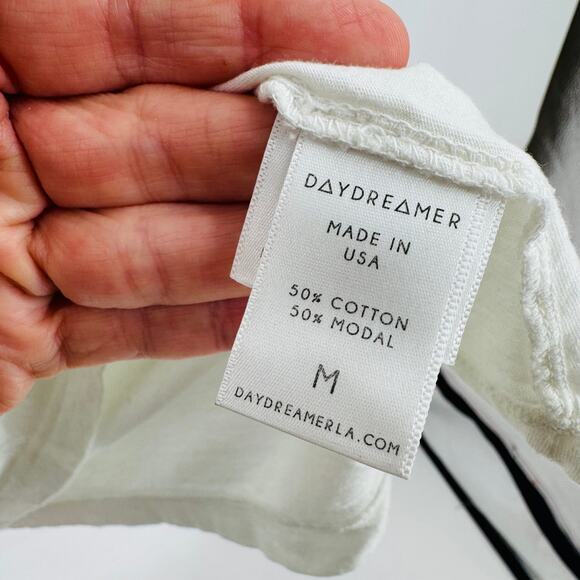 DAYDREAMER
MADE IN
USA
50% COTTON
50% MODAL
M
DAYDREAMERLA.COM